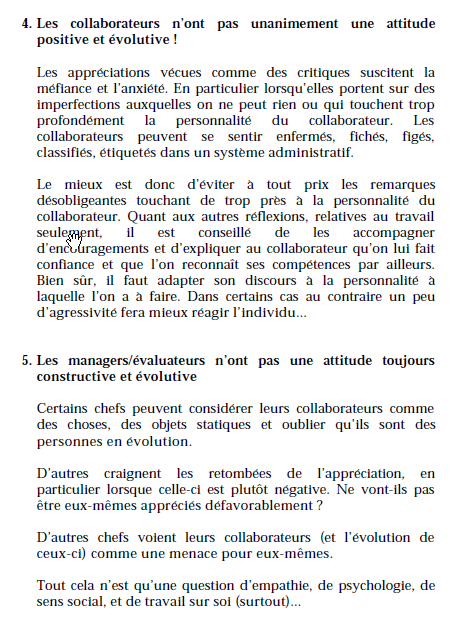 4. Les collaborateurs n'ont pas unanimement une attitude
positive et évolutive !
Les appréciations vécues comme des critiques suscitent la
méfiance et l'anxiété. En particulier lorsqu'elles portent sur des
imperfections auxquelles on ne peut rien ou qui touchent trop
profondément la personnalité du collaborateur. Les
collaborateurs peuvent se sentir enfermés, fichés, figés,
classifiés, étiquetés dans un système administratif.
Le mieux est donc d'éviter à tout prix les remarques
désobligeantes touchant de trop près à la personnalité du
collaborateur. Quant aux autres réflexions, relatives au travail
seulement, il est conseillé de les accompagner
d'encouragements et d'expliquer au collaborateur qu'on lui fait
confiance et que l'on reconnaît ses compétences par ailleurs.
Bien sûr, il faut adapter son discours à la personnalité à
laquelle l'on a à faire. Dans certains cas au contraire un peu
d'agressivité fera mieux réagir l'individu...
5. Les managers/évaluateurs n'ont pas une attitude toujours
constructive et évolutive
Certains chefs peuvent considérer leurs collaborateurs comme
des choses, des objets statiques et oublier qu'ils sont des
personnes en évolution.
D'autres craignent les retombées de l'appréciation, en
particulier lorsque celle-ci est plutôt négative. Ne vont-ils pas
être eux-mêmes appréciés défavorablement ?
D'autres chefs voient leurs collaborateurs (et l'évolution de
ceux-ci) comme une menace pour eux-mêmes.
Tout cela n'est qu'une question d'empathie, de psychologie, de
sens social, et de travail sur soi (surtout)...